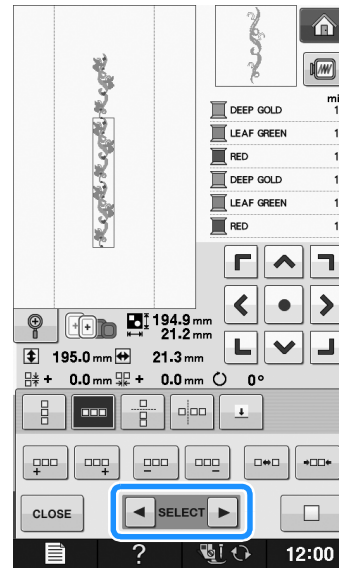 min
DEEP GOLD 1
LEAF GREEN 1
RED 1
DEEP GOLD 1
LEAF GREEN 1
RED 1
194.9 mm
21.2 mm
195.0 mm 21.3 mm
+ 0.0 mm + 0.0 mm 0°
CLOSE SELECT
? 12:00